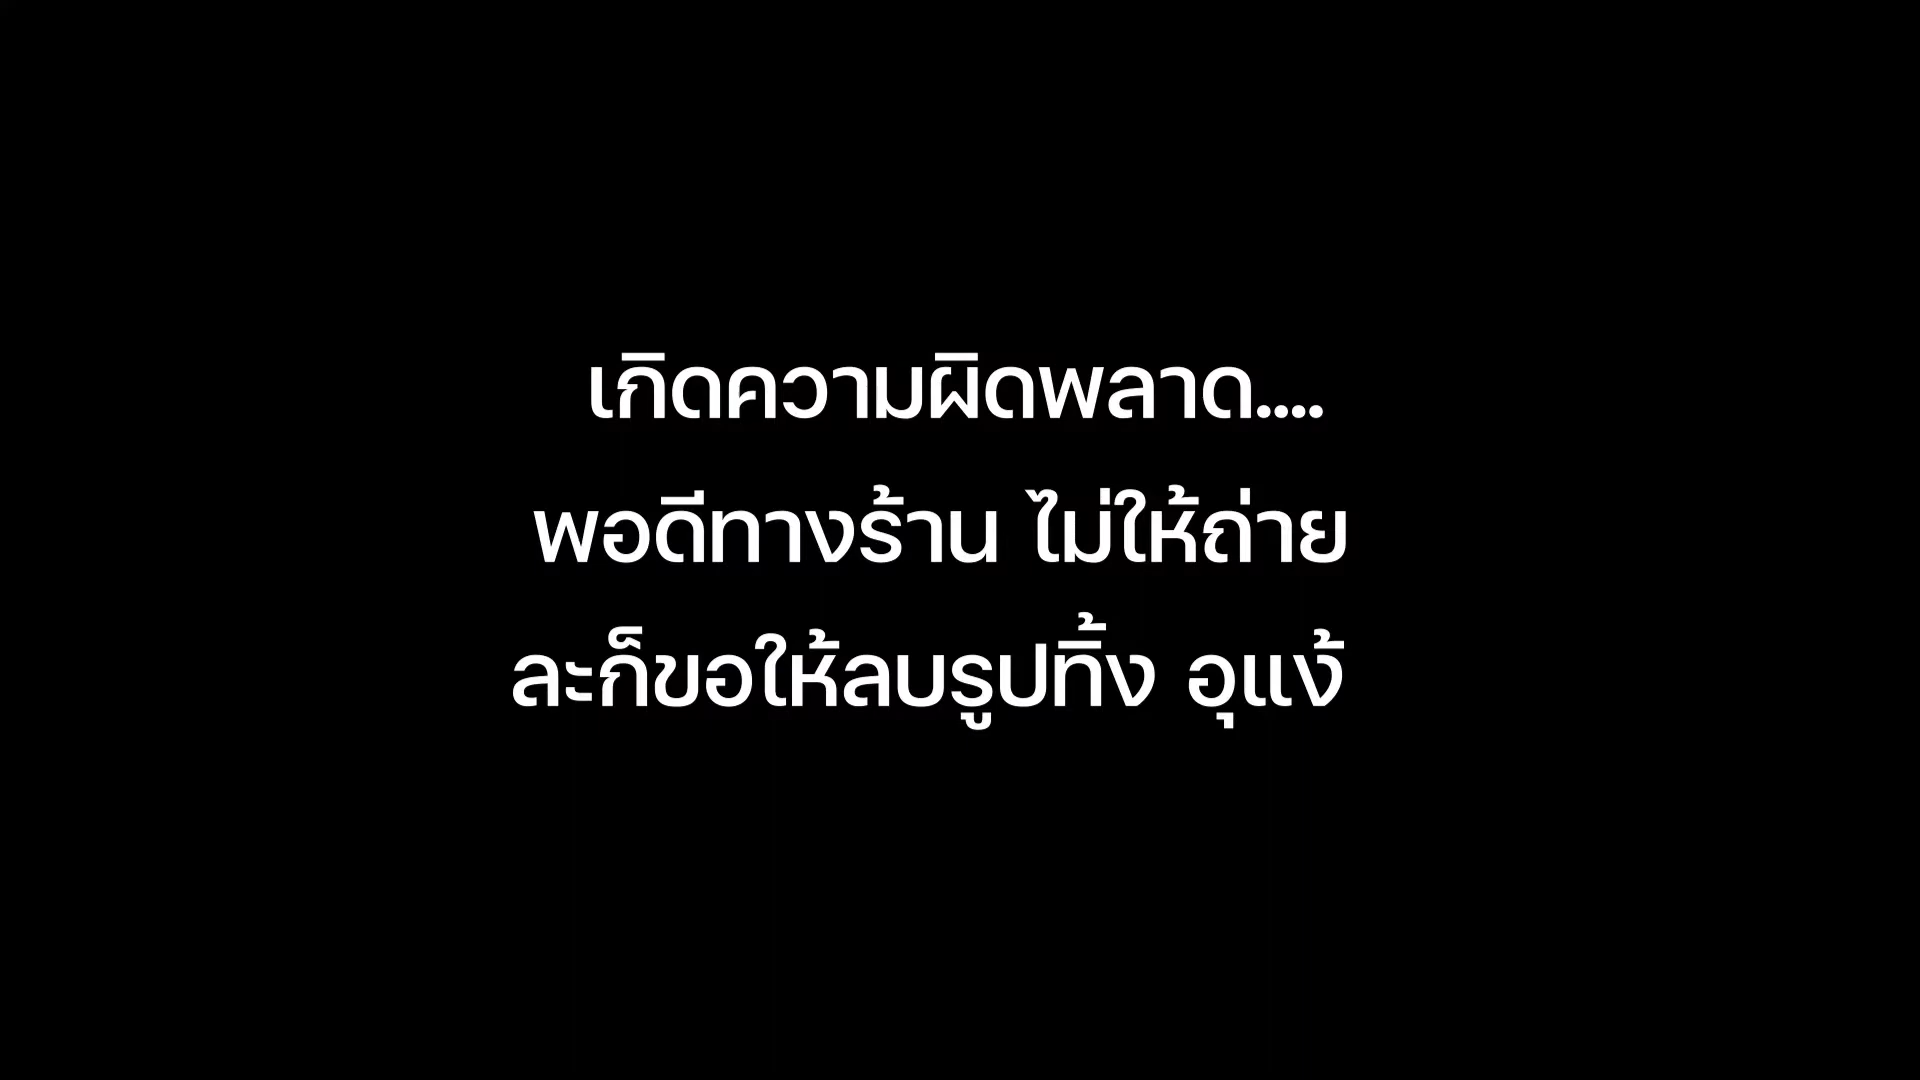 เกิดความผิดพลาด....
พอดีทางร้าน ไม่ให้ถ่าย
ละก็ขอให้ลบรูปทิ้ง อุแง้